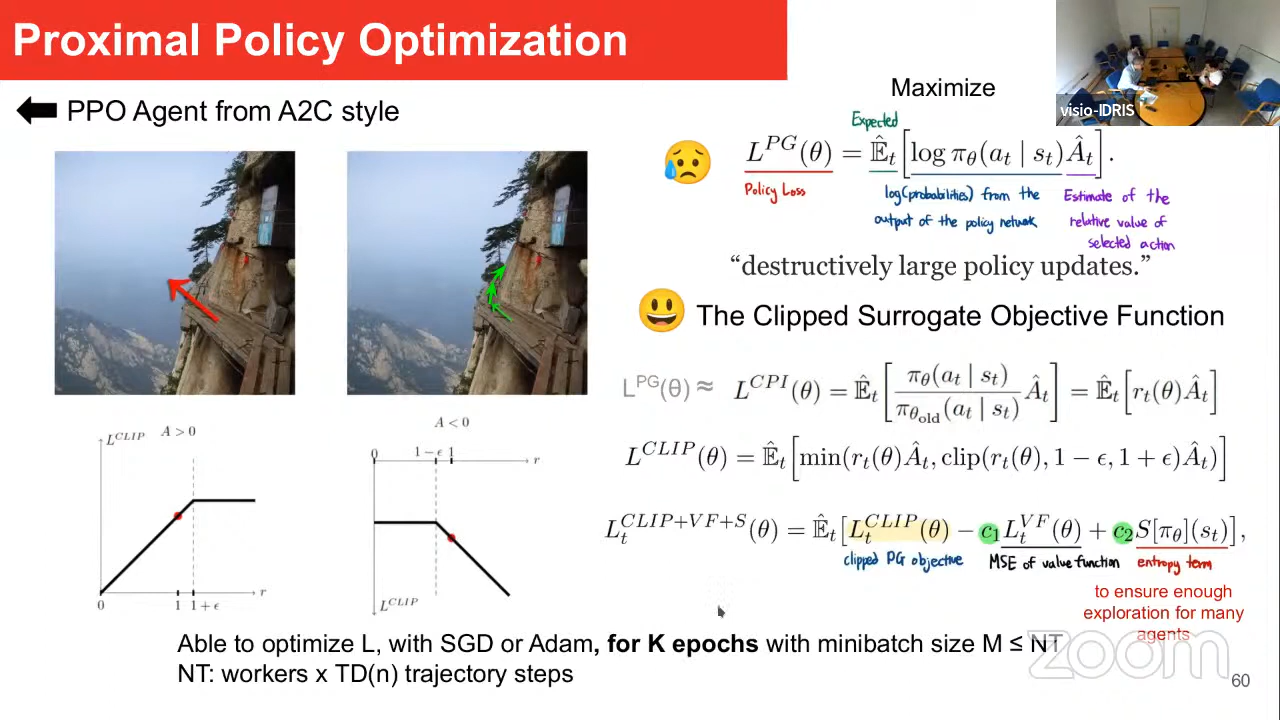 Proximal Policy Optimization
PPO Agent from A2C style
visio-IDRIS
Maximize
Expected
L^{PG}(θ) = Ê_t[log π_θ(a_t | s_t)Â_t].
Policy Loss
log(probabilities) from the
output of the policy network
Estimate of the
relative value of
selected action
“destructively large policy updates.”
The Clipped Surrogate Objective Function
L^{PG}(θ) ≈ L^{CPI}(θ) = Ê_t[π_θ(a_t | s_t) / π_{θ_old}(a_t | s_t) Â_t] = Ê_t[r_t(θ)Â_t]
L^{CLIP}(θ) = Ê_t[min(r_t(θ)Â_t, clip(r_t(θ), 1 − ϵ, 1 + ϵ)Â_t)]
L_t^{CLIP+VF+S}(θ) = Ê_t[L_t^{CLIP}(θ) − c_1 L_t^{VF}(θ) + c_2 S[π_θ](s_t)],
clipped PG objective
MSE of value function
entropy term
to ensure enough
exploration for many
agents
L^{CLIP}
A > 0
0
1
1 + ϵ
r
A < 0
0
1 − ϵ
1
r
L^{CLIP}
Able to optimize L, with SGD or Adam, for K epochs with minibatch size M ≤ NT
NT: workers x TD(n) trajectory steps
zoom
60